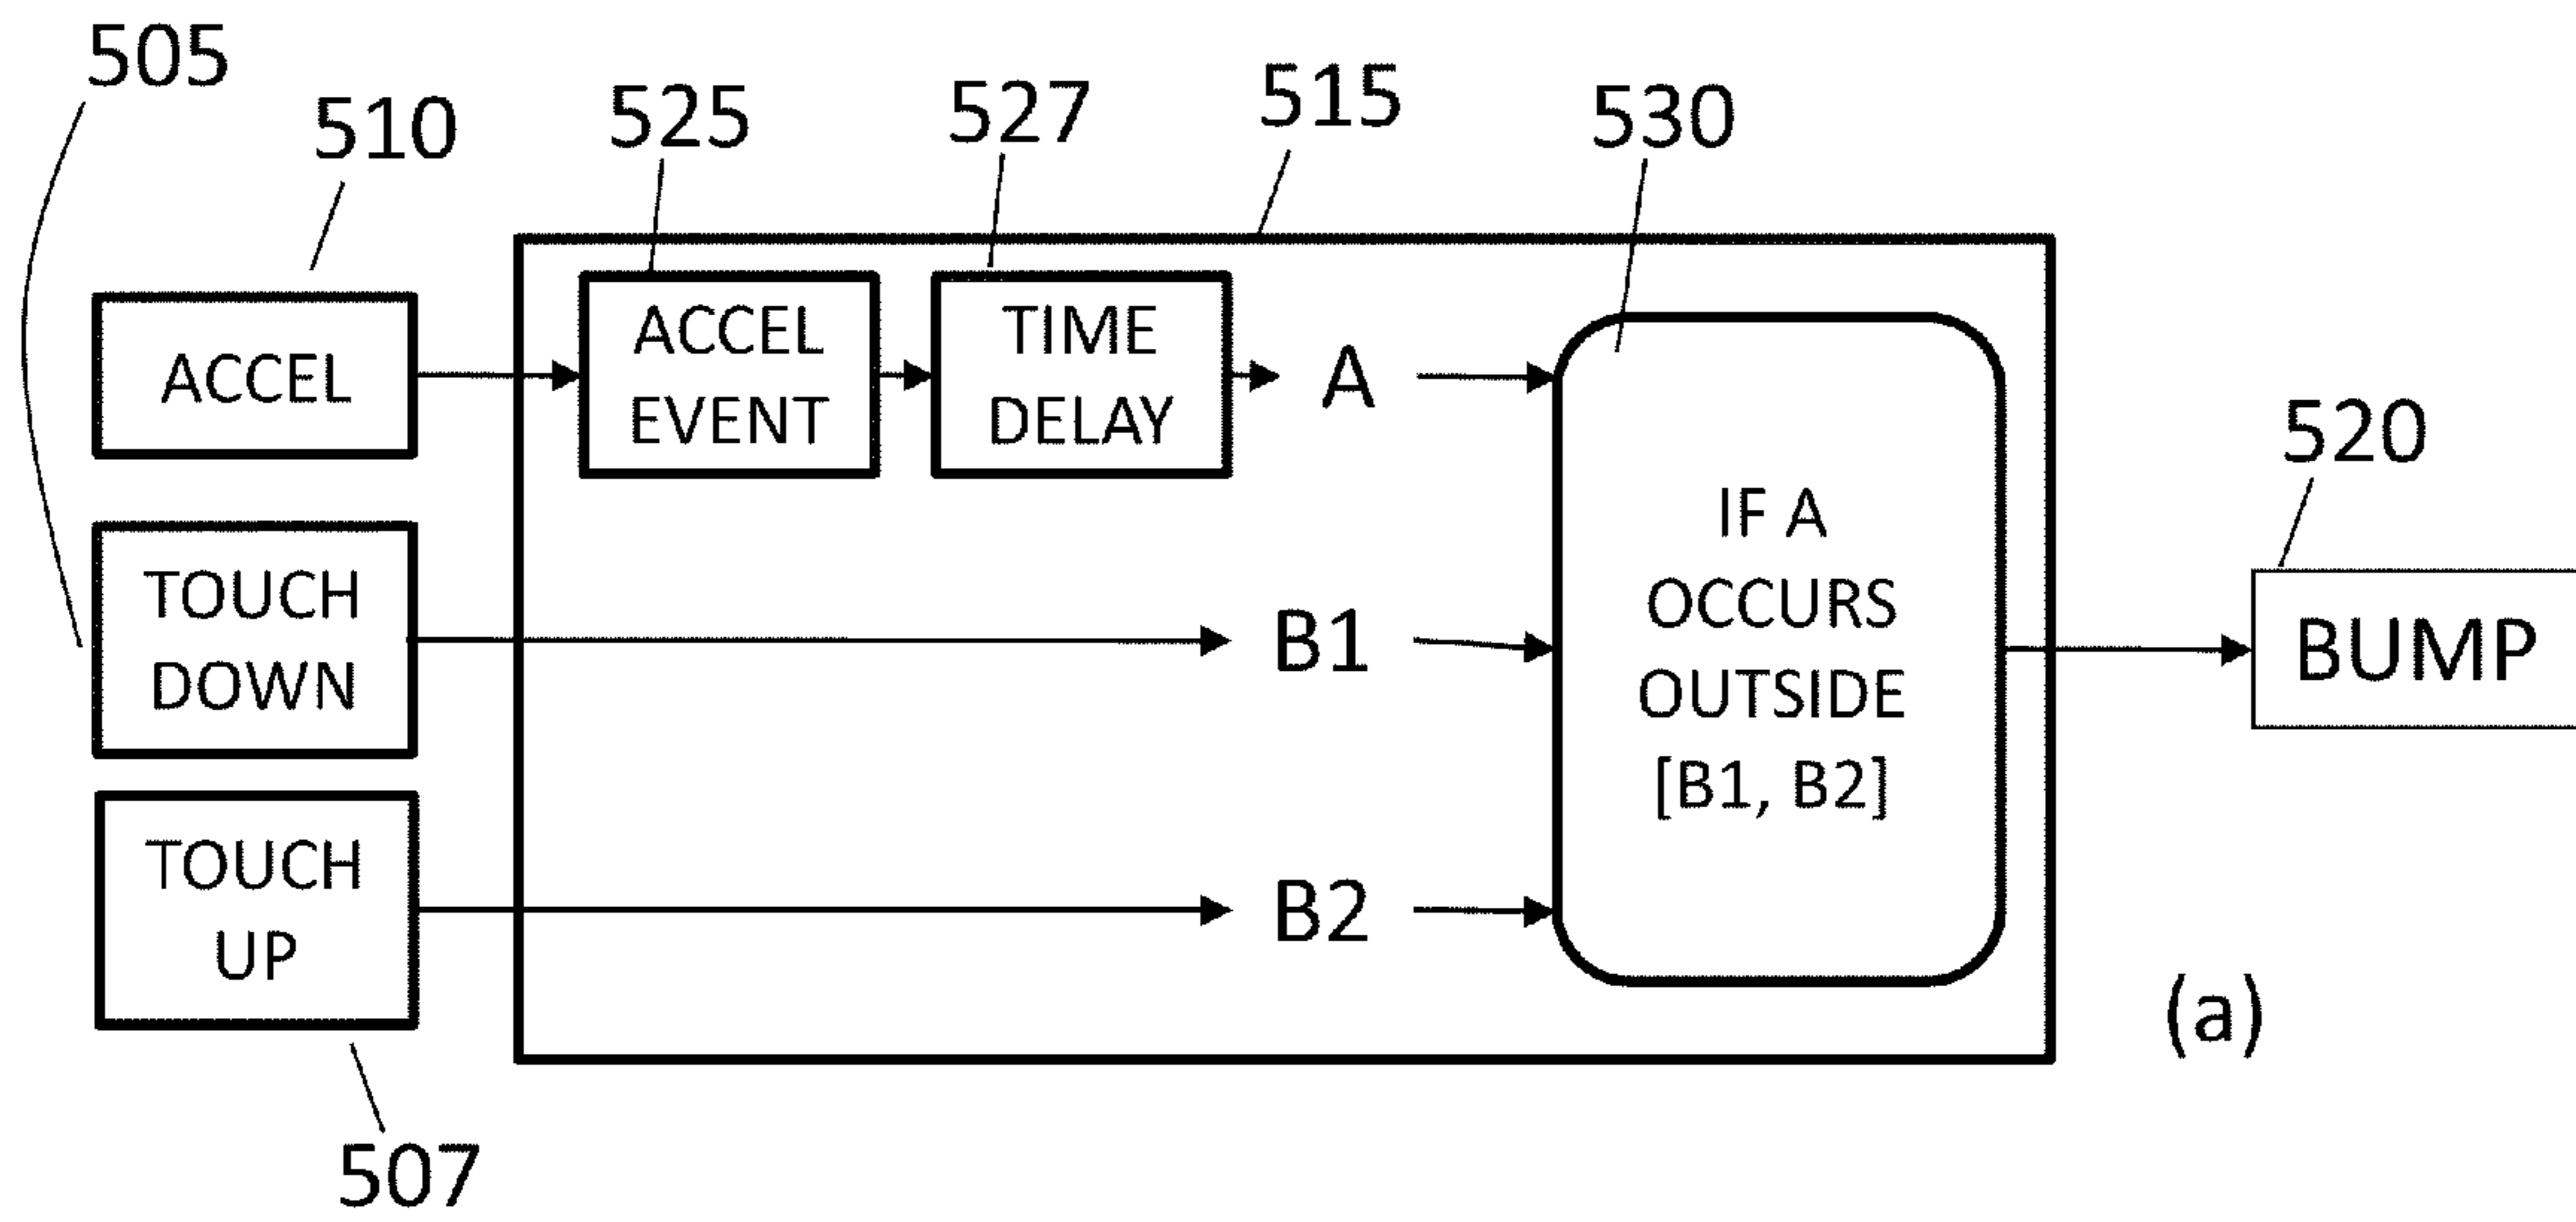 505
510
525
527
515
530
ACCEL
ACCEL
EVENT
TIME
DELAY
A
520
TOUCH
DOWN
B1
IF A
OCCURS
OUTSIDE
[B1, B2]
BUMP
TOUCH
UP
B2
(a)
507